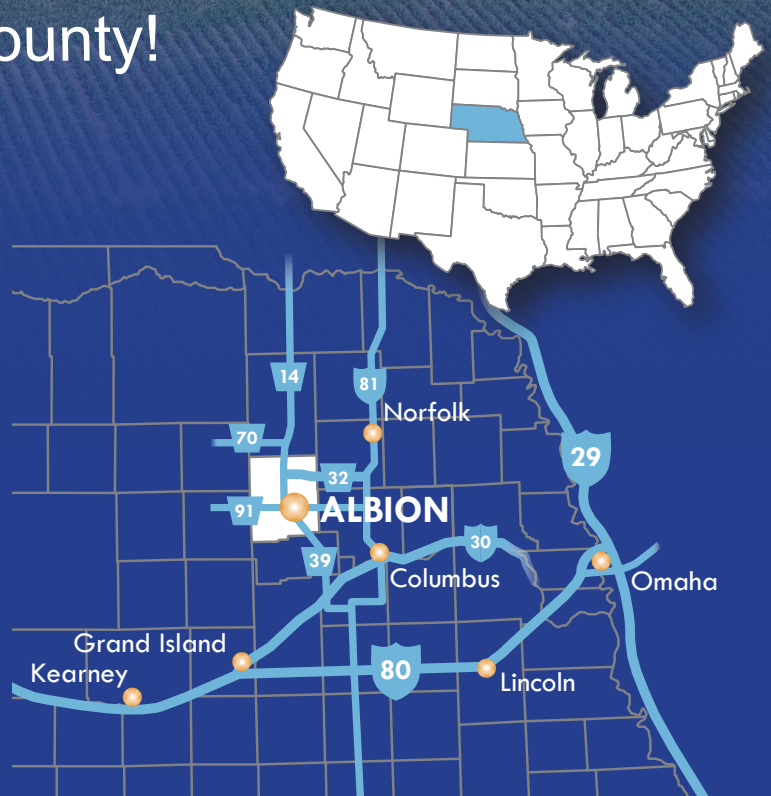 ounty!
14
81
Norfolk
70
29
32
91
ALBION
30
39
Columbus
Omaha
Grand Island
Kearney
80
Lincoln